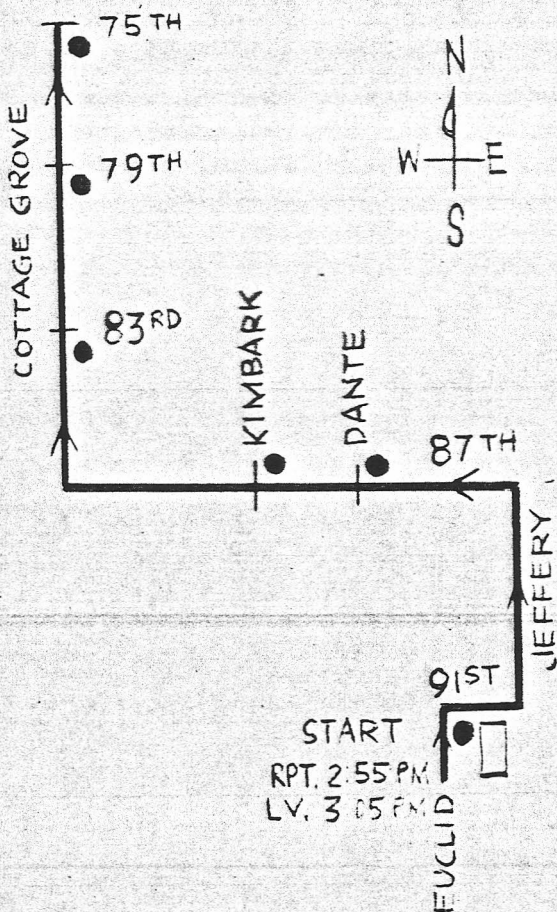 75TH
N
W E
S
79TH
COTTAGE GROVE
83RD
KIMBARK
DANTE
87TH
JEFFERY
91ST
START
RPT. 2:55 PM
LV. 3 05 PM
EUCLID